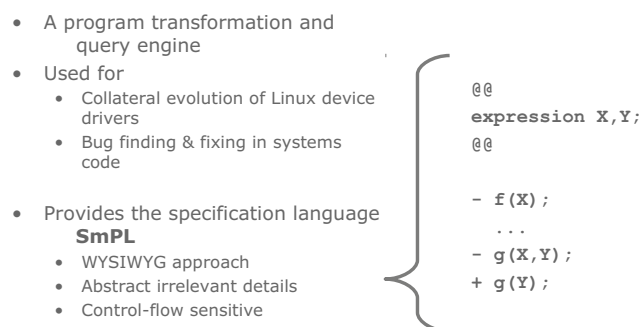 • A program transformation and
query engine
• Used for
• Collateral evolution of Linux device
drivers
• Bug finding & fixing in systems
code
• Provides the specification language
SmPL
• WYSIWYG approach
• Abstract irrelevant details
• Control-flow sensitive
@@
expression X,Y;
@@
- f(X);
...
- g(X,Y);
+ g(Y);